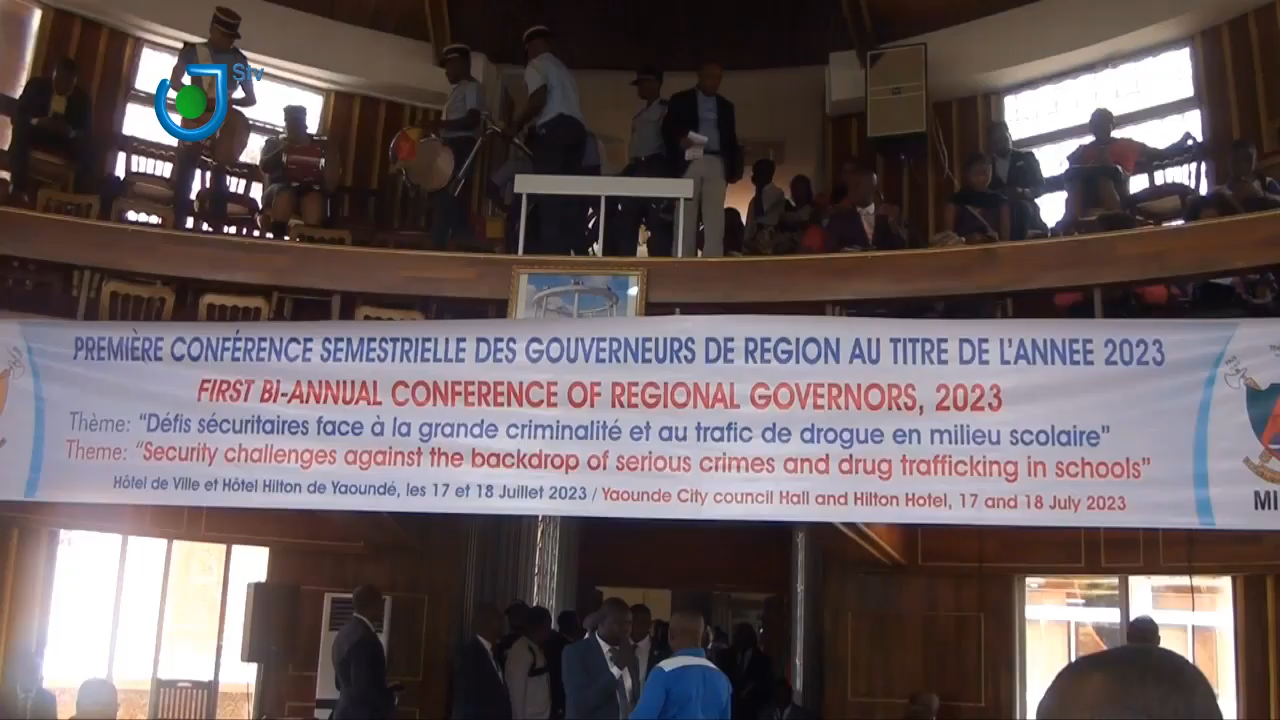 Stv
PREMIÈRE CONFÉRENCE SEMESTRIELLE DES GOUVERNEURS DE REGION AU TITRE DE L'ANNEE 2023
FIRST BI-ANNUAL CONFERENCE OF REGIONAL GOVERNORS, 2023
Thème: "Défis sécuritaires face à la grande criminalité et au trafic de drogue en milieu scolaire"
Theme: "Security challenges against the backdrop of serious crimes and drug trafficking in schools"
Hôtel de Ville et Hôtel Hilton de Yaoundé, les 17 et 18 Juillet 2023 / Yaounde City council Hall and Hilton Hotel, 17 and 18 July 2023
MI